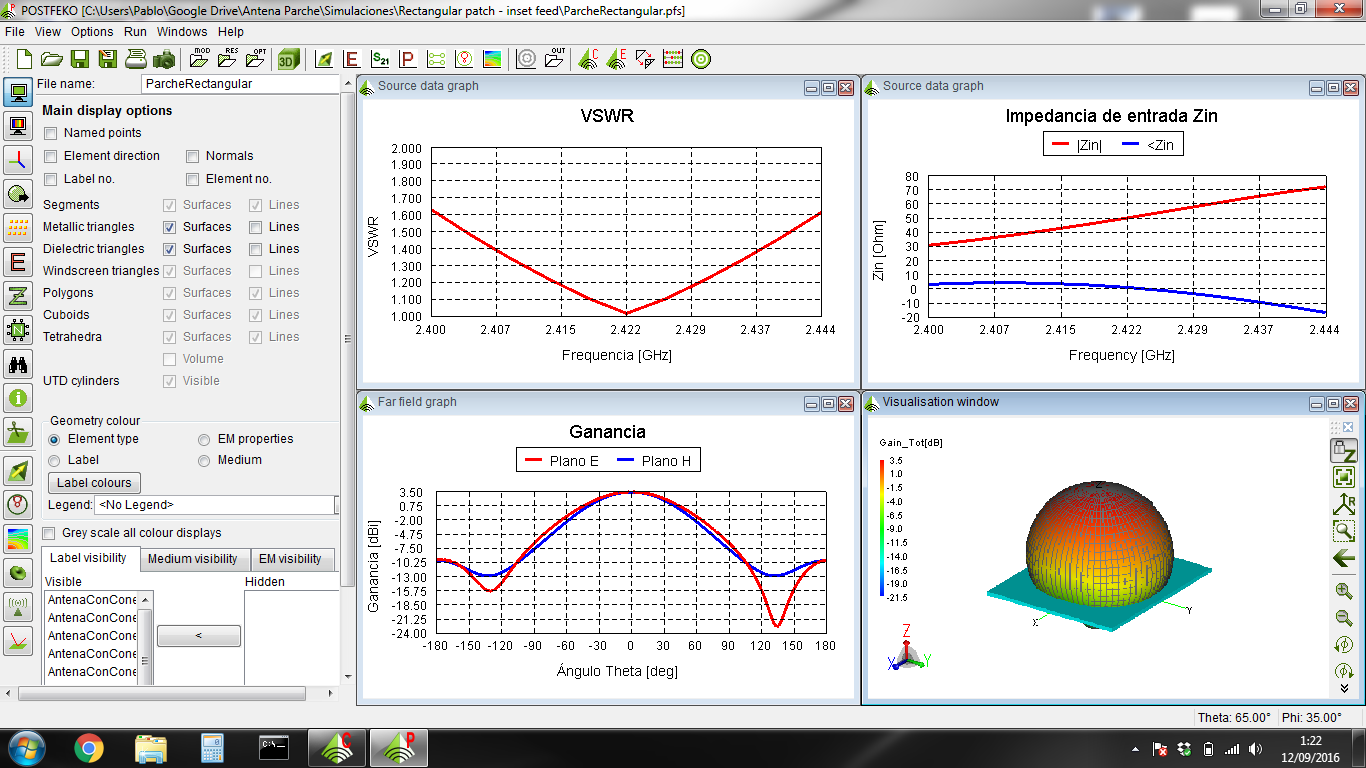 POSTFEKO [C:\Users\Pablo\Google Drive\Antena Parche\Simulaciones\Rectangular patch - inset feed\ParcheRectangular.pfs]
File View Options Run Windows Help
MOD RES OPT 3D E S21 P OUT C E
File name: ParcheRectangular
Main display options
Named points
Element direction Normals
Label no. Element no.
Segments Surfaces Lines
Metallic triangles Surfaces Lines
Dielectric triangles Surfaces Lines
Windscreen triangles Surfaces Lines
Polygons Surfaces Lines
Cuboids Surfaces Lines
Tetrahedra Surfaces Lines
Volume
UTD cylinders Visible
Geometry colour
Element type EM properties
Label Medium
Label colours
Legend: <No Legend>
Grey scale all colour displays
Label visibility Medium visibility EM visibility
Visible Hidden
AntenaConCone
AntenaConCone
AntenaConCone
AntenaConCone
AntenaConCone
<
Source data graph
VSWR
2.000
1.900
1.800
1.700
1.600
1.500
1.400
1.300
1.200
1.100
1.000
VSWR
2.400 2.407 2.415 2.422 2.429 2.437 2.444
Frequencia [GHz]
Source data graph
Impedancia de entrada Zin
|Zin| <Zin
80
70
60
50
40
30
20
10
0
-10
-20
Zin [Ohm]
2.400 2.407 2.415 2.422 2.429 2.437 2.444
Frequency [GHz]
Far field graph
Ganancia
Plano E Plano H
3.50
0.75
-2.00
-4.75
-7.50
-10.25
-13.00
-15.75
-18.50
-21.25
-24.00
Ganancia [dBi]
-180 -150 -120 -90 -60 -30 0 30 60 90 120 150 180
Ángulo Theta [deg]
Visualisation window
Gain_Tot[dB]
3.5
1.0
-1.5
-4.0
-6.5
-9.0
-11.5
-14.0
-16.5
-19.0
-21.5
Z
X
Y
Z
X Y
Theta: 65.00° Phi: 35.00°
C:\_
C P
1:22
12/09/2016